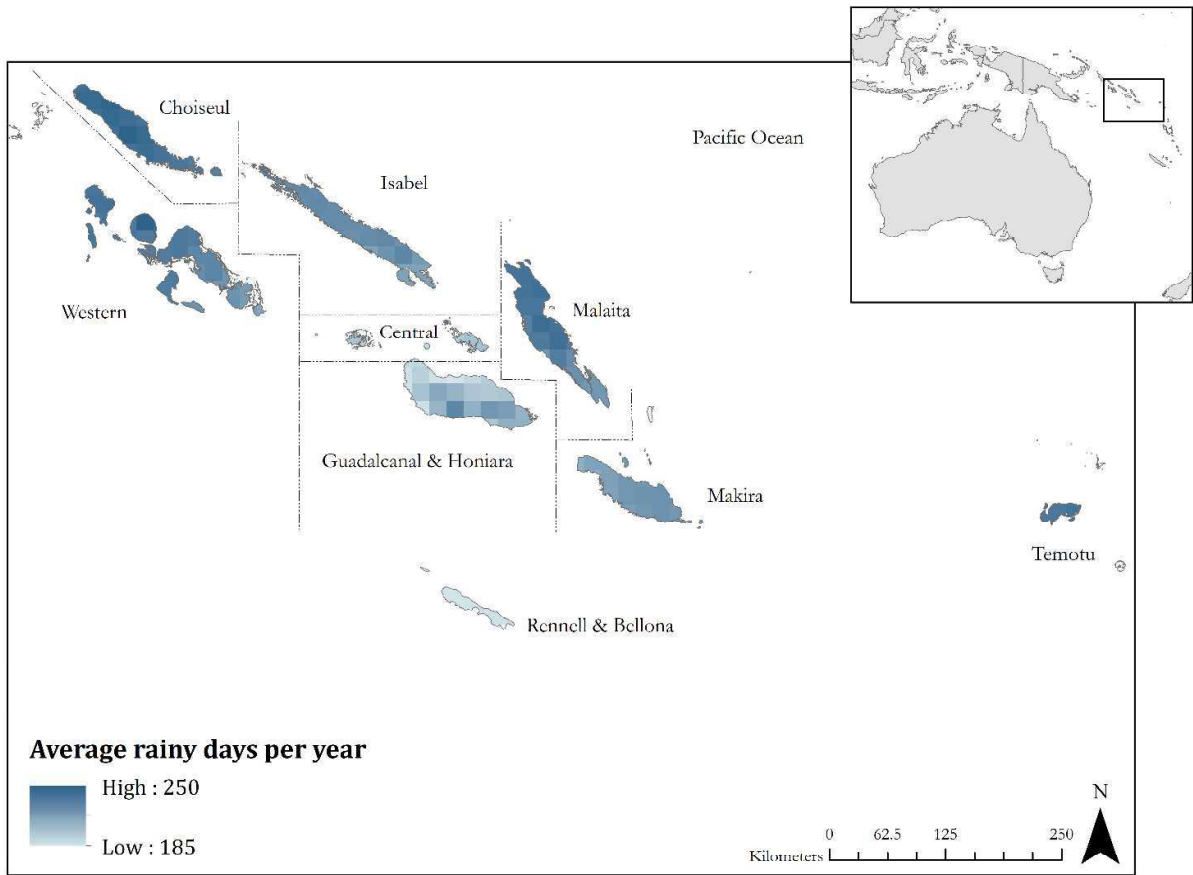 Choiseul
Pacific Ocean
Isabel
Western
Malaita
Central
Guadalcanal & Honiara
Makira
Temotu
Rennell & Bellona
Average rainy days per year
High : 250
Low : 185
N
0 62.5 125 250
Kilometers